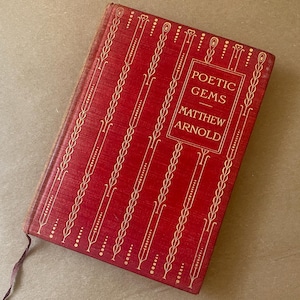 POETIC
GEMS
MATTHEW
ARNOLD